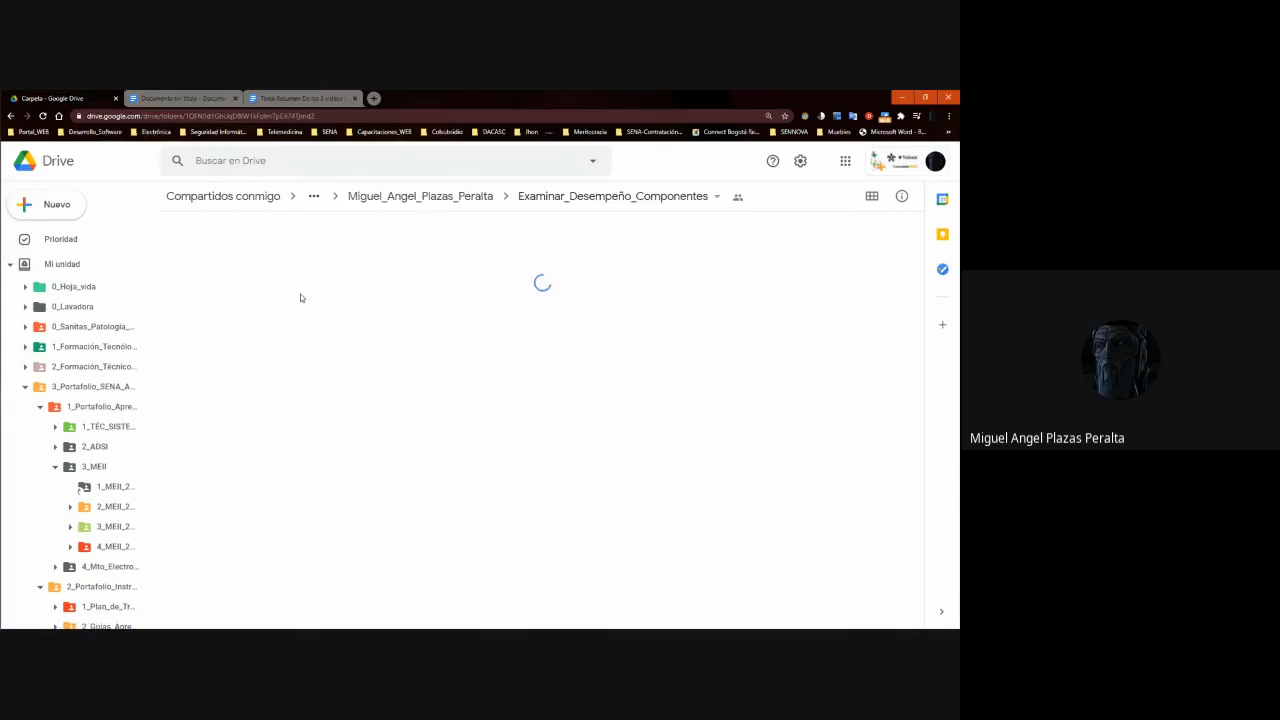 Carpeta - Google Drive
Documento sin título - Docume
Tarea Resumen De los 3 videos
drive.google.com/drive/folders/
Portal_WEB
Desarrollo_Software
Electrónica
Seguridad Informát...
Telemedicina
SENA
Capacitaciones_WEB
Colsubsidio
DACASC
Jhon
Meritocracia
SENA-Contratación...
Connect Bogotá Re...
SENNOVA
Muebles
Microsoft Word - R...
Drive
Buscar en Drive
Nuevo
Compartidos conmigo
Miguel_Angel_Plazas_Peralta
Examinar_Desempeño_Componentes
Prioridad
Mi unidad
0_Hoja_vida
0_Lavadora
0_Sanitas_Patología_...
1_Formación_Tecnólo...
2_Formación_Técnico...
3_Portafolio_SENA_A...
1_Portafolio_Apre...
1_TÉC_SISTE...
2_ADSI
3_MEII
1_MEII_2...
2_MEII_2...
3_MEII_2...
4_MEII_2...
4_Mto_Electro...
2_Portafolio_Instr...
1_Plan_de_Tr...
2_Guías_Apre...
Miguel Angel Plazas Peralta